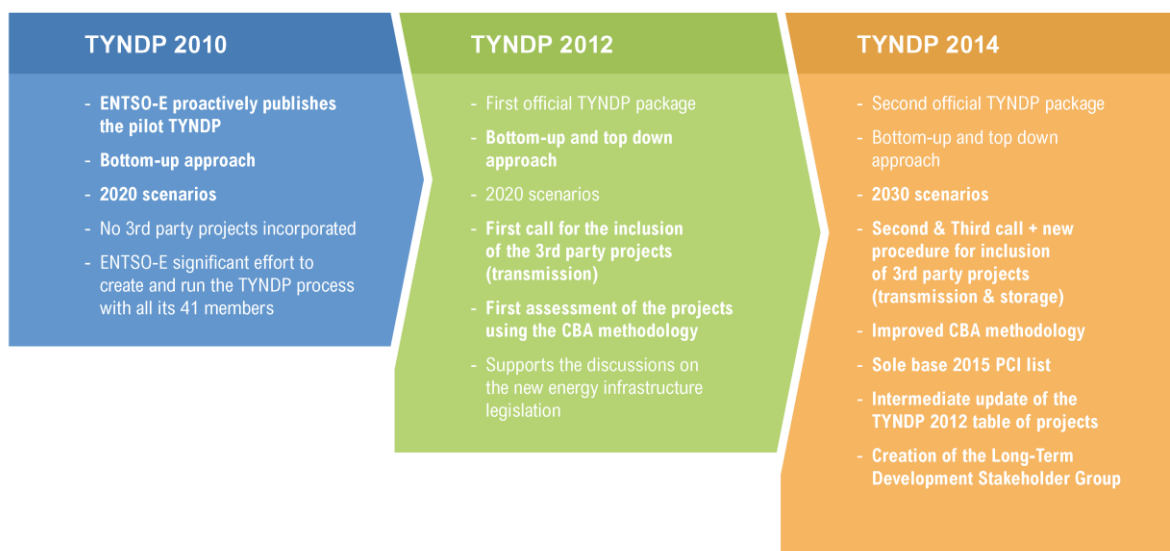 TYNDP 2010
- ENTSO-E proactively publishes
the pilot TYNDP
- Bottom-up approach
- 2020 scenarios
- No 3rd party projects incorporated
- ENTSO-E significant effort to
create and run the TYNDP process
with all its 41 members
TYNDP 2012
- First official TYNDP package
- Bottom-up and top down
approach
- 2020 scenarios
- First call for the inclusion
of the 3rd party projects
(transmission)
- First assessment of the projects
using the CBA methodology
- Supports the discussions on
the new energy infrastructure
legislation
TYNDP 2014
- Second official TYNDP package
- Bottom-up and top down
approach
- 2030 scenarios
- Second & Third call + new
procedure for inclusion
of 3rd party projects
(transmission & storage)
- Improved CBA methodology
- Sole base 2015 PCI list
- Intermediate update of the
TYNDP 2012 table of projects
- Creation of the Long-Term
Development Stakeholder Group